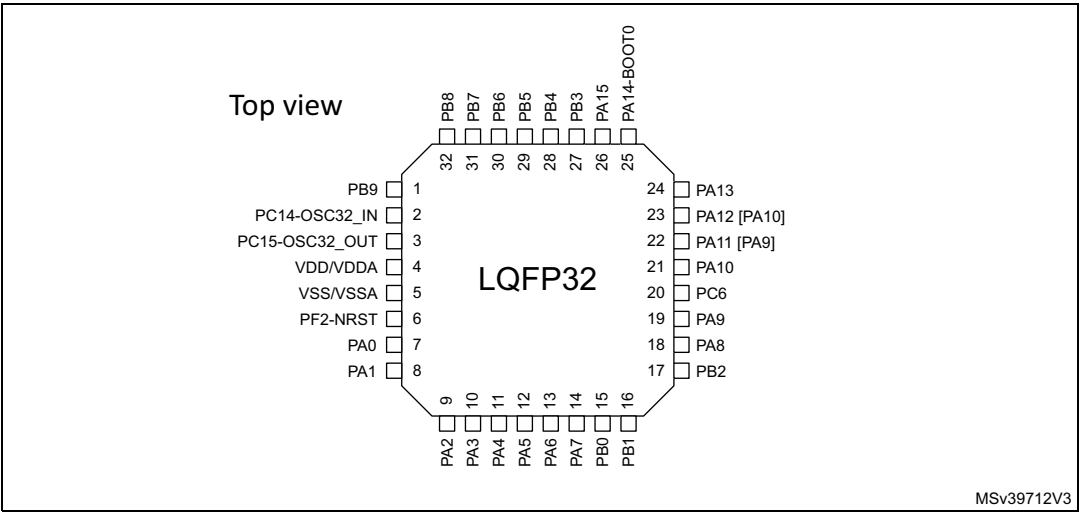 Top view
PB8
PB7
PB6
PB5
PB4
PB3
PA15
PA14-BOOT0
32
31
30
29
28
27
26
25
PB9 1
PC14-OSC32_IN 2
PC15-OSC32_OUT 3
VDD/VDDA 4
VSS/VSSA 5
PF2-NRST 6
PA0 7
PA1 8
LQFP32
24 PA13
23 PA12 [PA10]
22 PA11 [PA9]
21 PA10
20 PC6
19 PA9
18 PA8
17 PB2
9
10
11
12
13
14
15
16
PA2
PA3
PA4
PA5
PA6
PA7
PB0
PB1
MSv39712V3